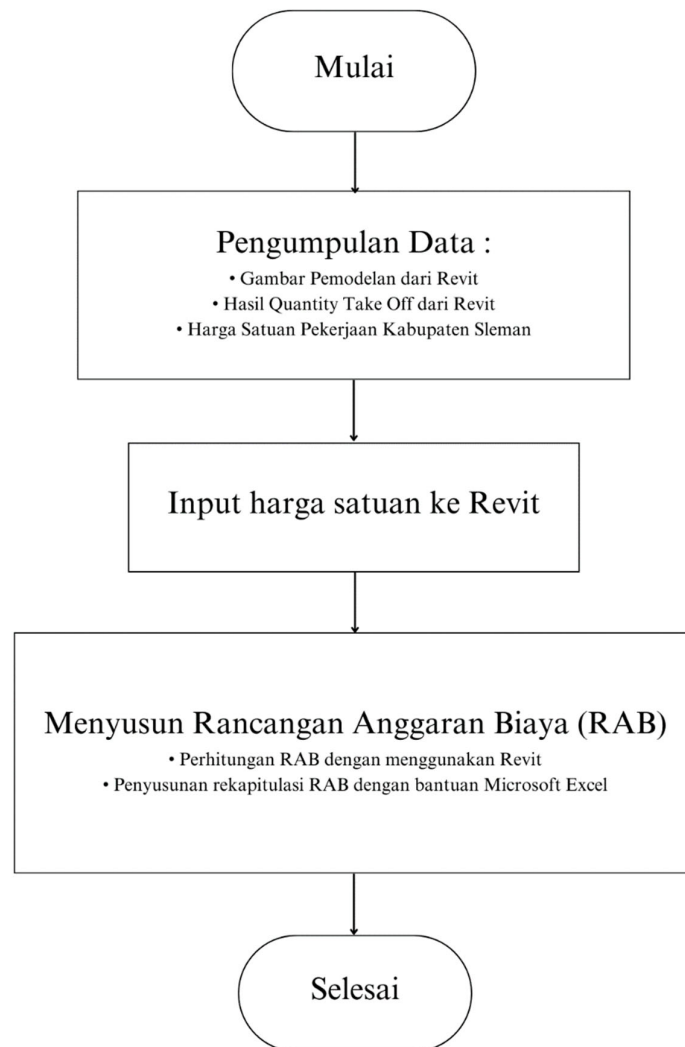 Mulai
Pengumpulan Data :
• Gambar Pemodelan dari Revit
• Hasil Quantity Take Off dari Revit
• Harga Satuan Pekerjaan Kabupaten Sleman
Input harga satuan ke Revit
Menyusun Rancangan Anggaran Biaya (RAB)
• Perhitungan RAB dengan menggunakan Revit
• Penyusunan rekapitulasi RAB dengan bantuan Microsoft Excel
Selesai